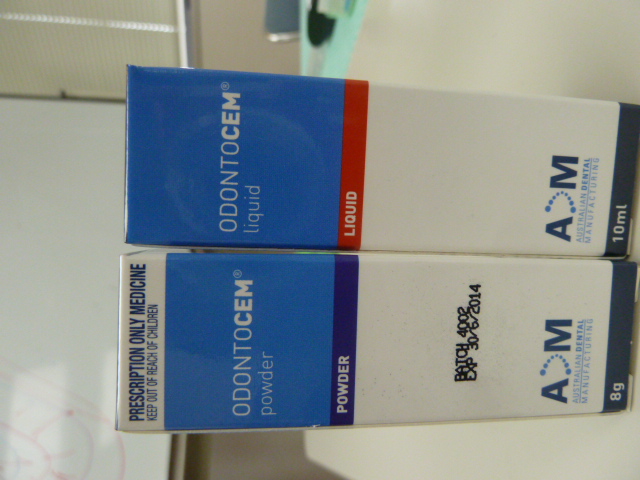 ODONTOCEM®
liquid
LIQUID
ADM
AUSTRALIAN DENTAL
MANUFACTURING
10ml
PRESCRIPTION ONLY MEDICINE
KEEP OUT OF REACH OF CHILDREN
ODONTOCEM®
powder
POWDER
BATCH 4002
EXP 30/6/2014
ADM
AUSTRALIAN DENTAL
MANUFACTURING
8g